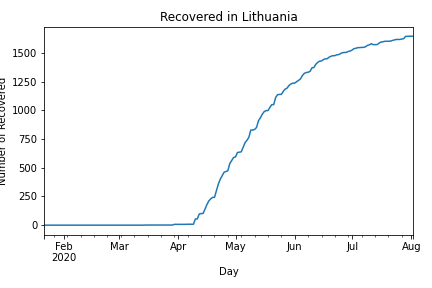 Recovered in Lithuania
Number of Recovered
1500
1250
1000
750
500
250
0
Feb Mar Apr May Jun Jul Aug
2020
Day